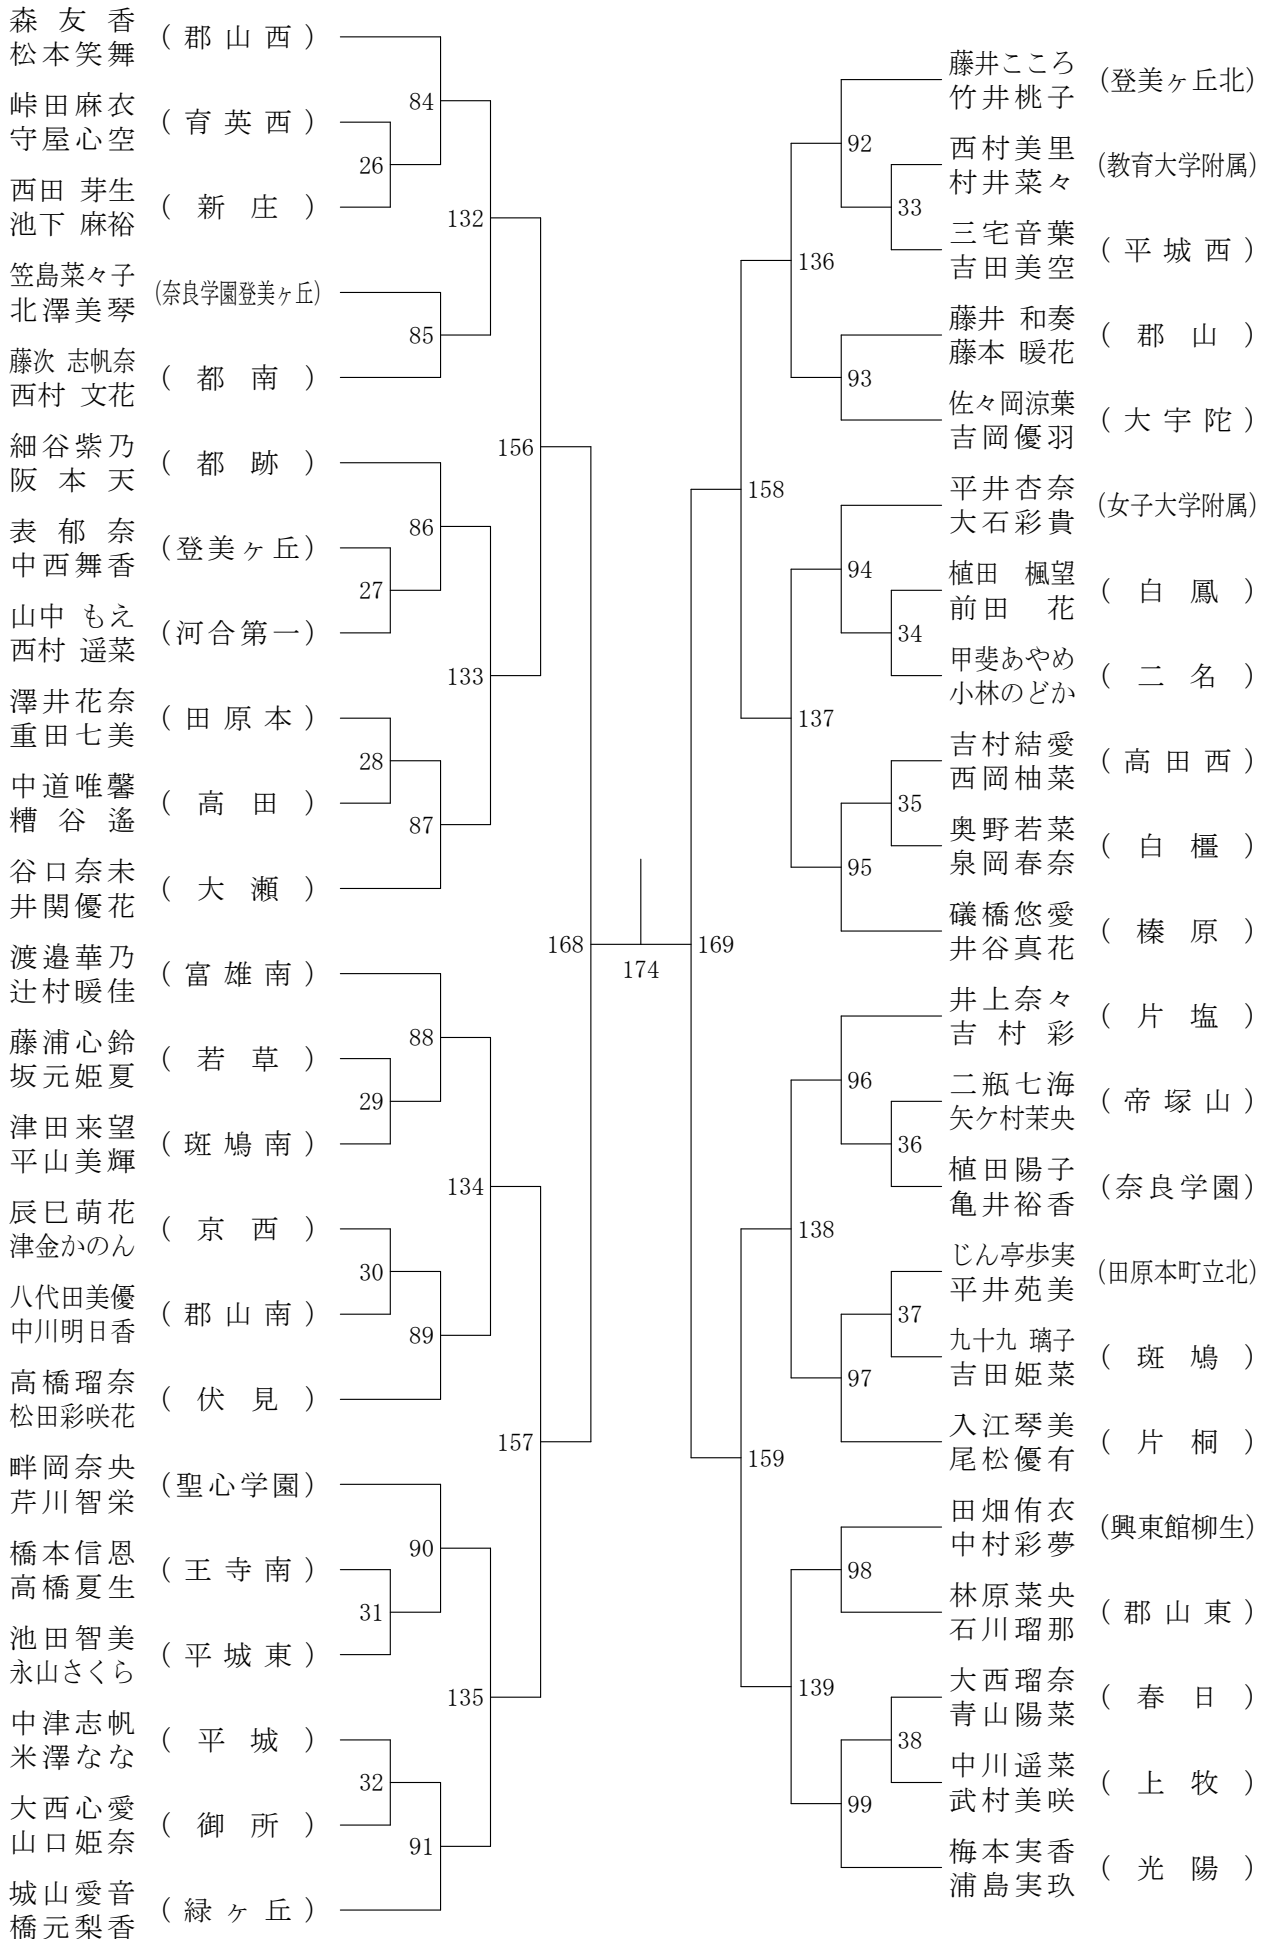 森友香
松本笑舞
(郡山西)
峠田麻衣
守屋心空
(育英西)
西田 芽生
池下 麻裕
(新庄)
笠島菜々子
北澤美琴
(奈良学園登美ヶ丘)
藤次 志帆奈
西村 文花
(都南)
細谷紫乃
阪本天
(都跡)
表郁奈
中西舞香
(登美ヶ丘)
山中 もえ
西村 遥菜
(河合第一)
澤井花奈
重田七美
(田原本)
中道唯馨
糟谷遙
(高田)
谷口奈未
井関優花
(大瀬)
渡邉華乃
辻村暖佳
(富雄南)
藤浦心鈴
坂元姫夏
(若草)
津田来望
平山美輝
(斑鳩南)
辰巳萌花
津金かのん
(京西)
八代田美優
中川明日香
(郡山南)
高橋瑠奈
松田彩咲花
(伏見)
畔岡奈央
芹川智栄
(聖心学園)
橋本信恩
高橋夏生
(王寺南)
池田智美
永山さくら
(平城東)
中津志帆
米澤なな
(平城)
大西心愛
山口姫奈
(御所)
城山愛音
橋元梨香
(緑ヶ丘)
26
27
28
29
30
31
32
84
85
86
87
88
89
90
91
132
133
134
135
156
157
168
174
169
158
159
136
137
138
139
92
93
94
95
96
97
98
99
33
34
35
36
37
38
藤井こころ
竹井桃子
(登美ヶ丘北)
西村美里
村井菜々
(教育大学附属)
三宅音葉
吉田美空
(平城西)
藤井 和奏
藤本 暖花
(郡山)
佐々岡涼葉
吉岡優羽
(大宇陀)
平井杏奈
大石彩貴
(女子大学附属)
植田 楓望
前田 花
(白鳳)
甲斐あやめ
小林のどか
(二名)
吉村結愛
西岡柚菜
(高田西)
奥野若菜
泉岡春奈
(白橿)
礒橋悠愛
井谷真花
(榛原)
井上奈々
吉村彩
(片塩)
二瓶七海
矢ケ村茉央
(帝塚山)
植田陽子
亀井裕香
(奈良学園)
じん亭歩実
平井苑美
(田原本町立北)
九十九 璃子
吉田姫菜
(斑鳩)
入江琴美
尾松優有
(片桐)
田畑侑衣
中村彩夢
(興東館柳生)
林原菜央
石川瑠那
(郡山東)
大西瑠奈
青山陽菜
(春日)
中川遥菜
武村美咲
(上牧)
梅本実香
浦島実玖
(光陽)